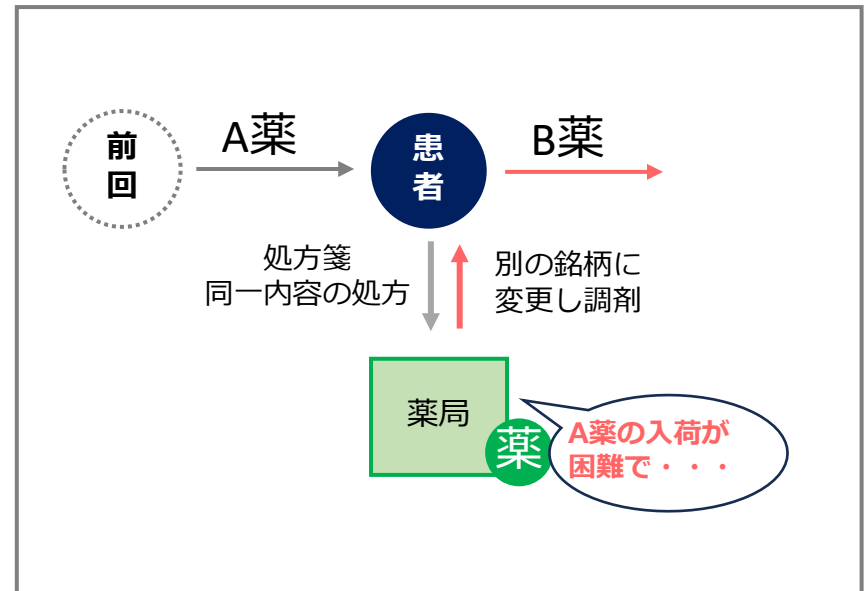 前回
A薬
患者
B薬
処方箋
同一内容の処方
別の銘柄に
変更し調剤
薬局
薬
A薬の入荷が
困難で・・・